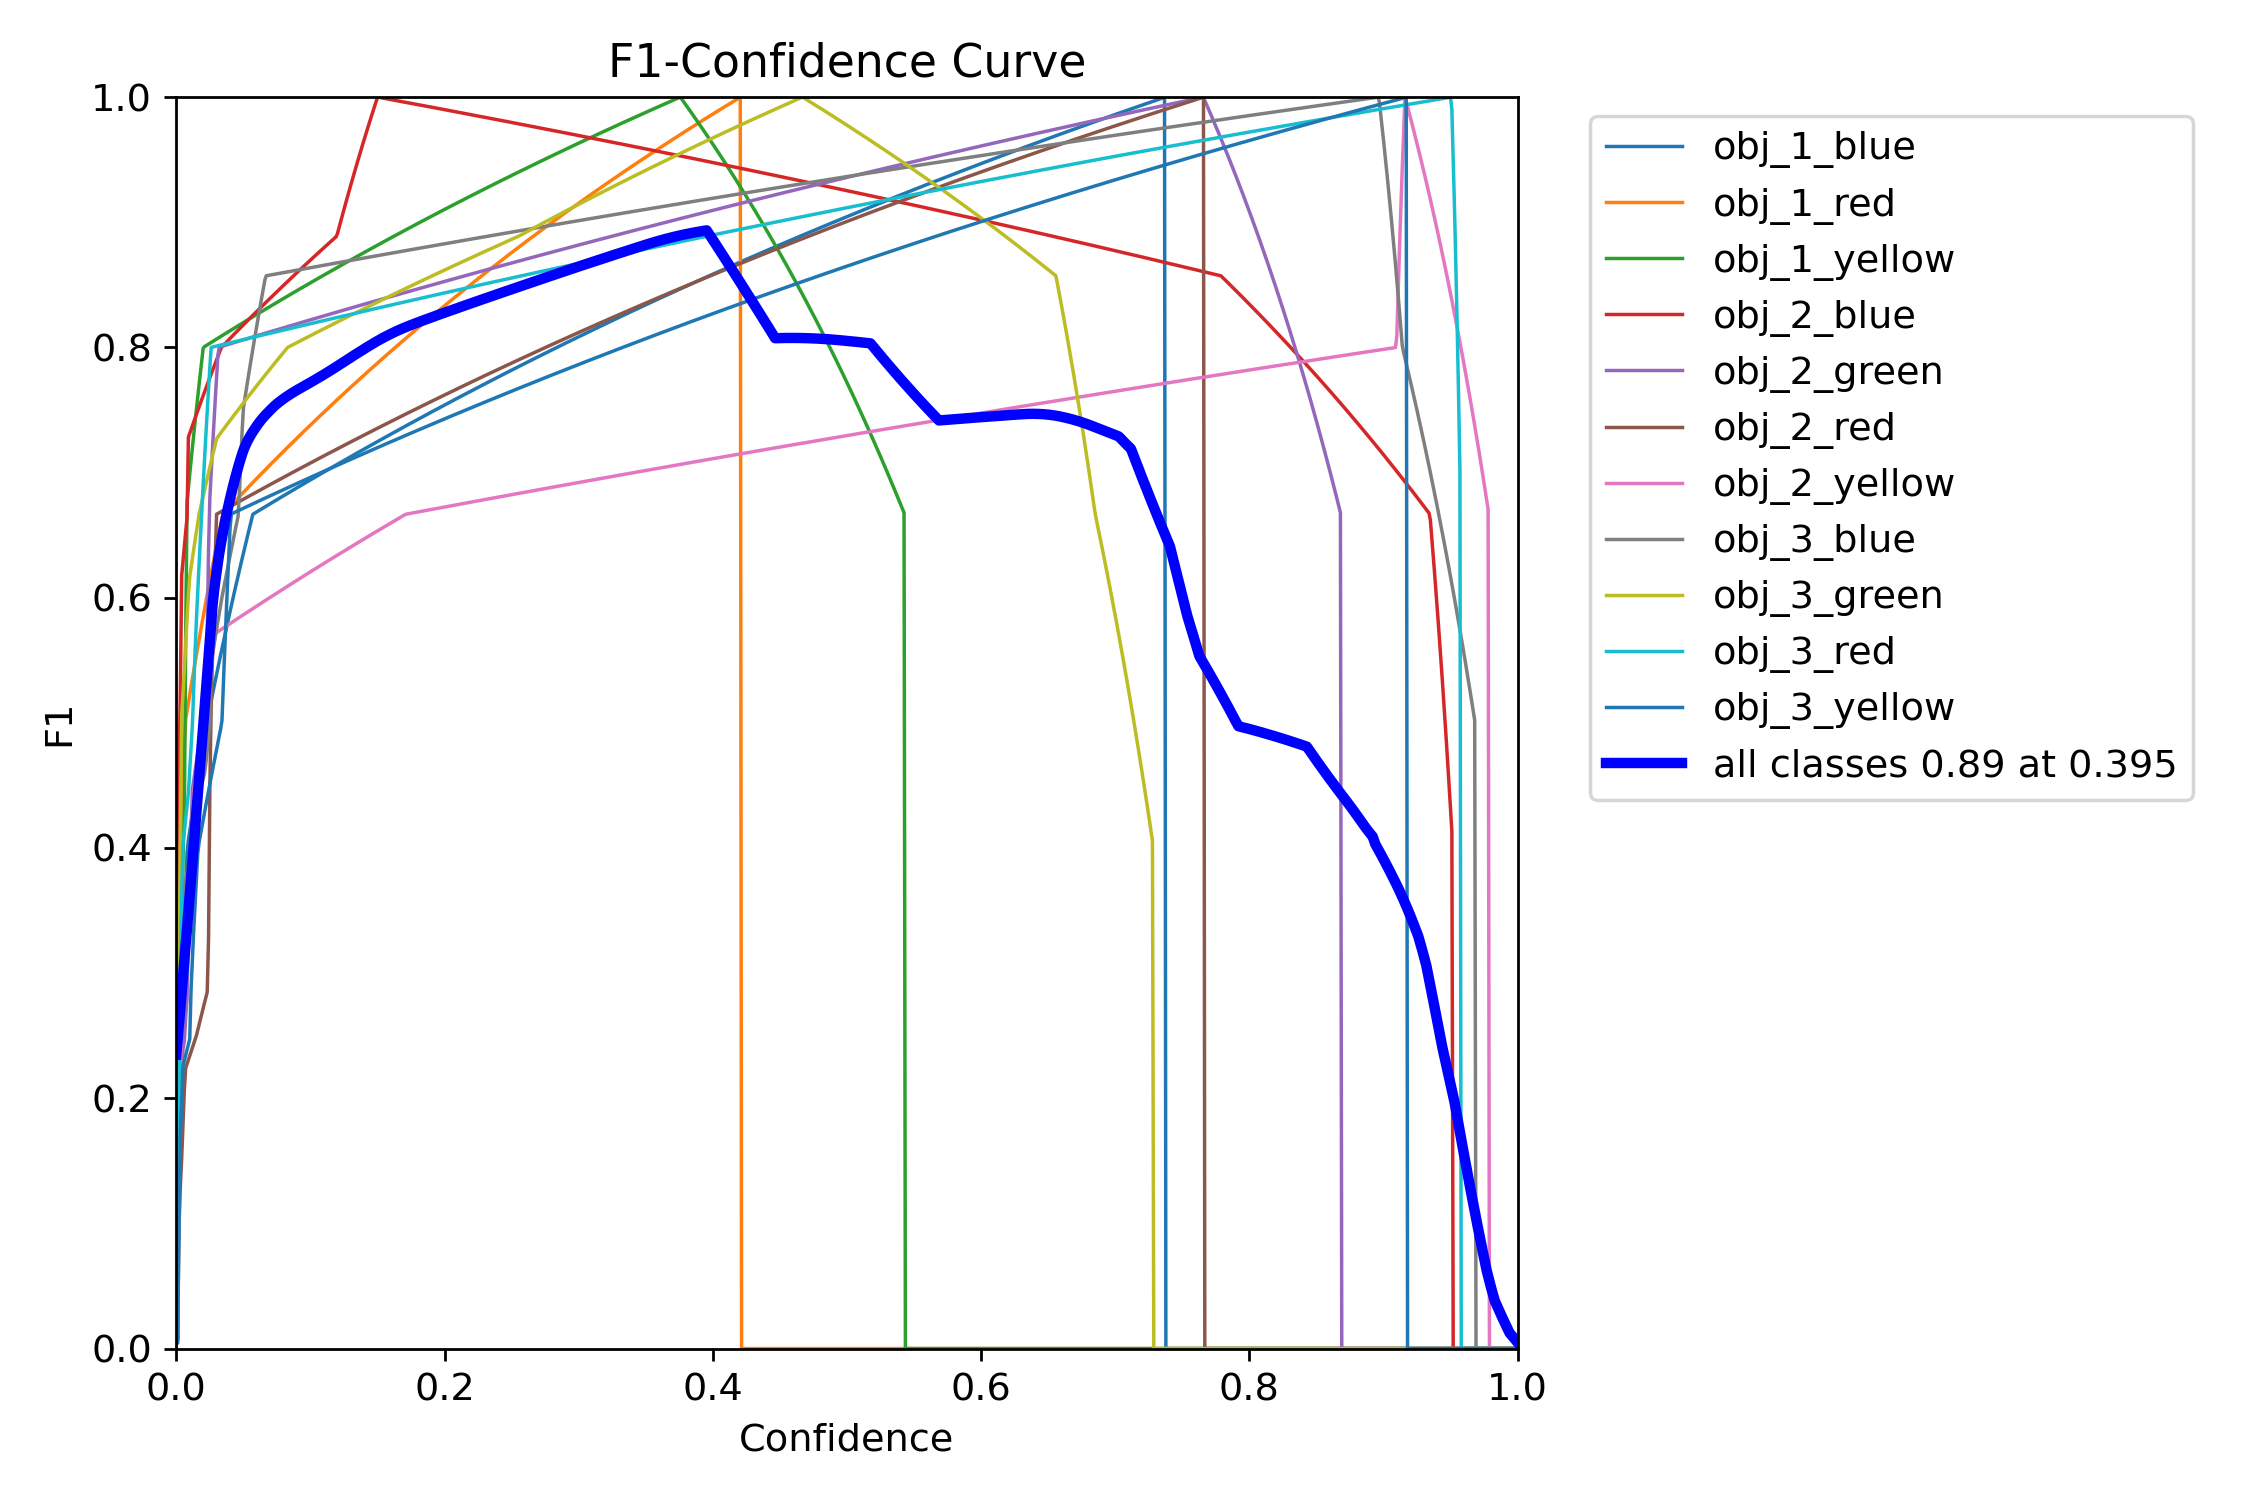 F1-Confidence Curve
1.0
0.8
0.6
0.4
0.2
0.0
F1
0.0 0.2 0.4 0.6 0.8 1.0
Confidence
obj_1_blue
obj_1_red
obj_1_yellow
obj_2_blue
obj_2_green
obj_2_red
obj_2_yellow
obj_3_blue
obj_3_green
obj_3_red
obj_3_yellow
all classes 0.89 at 0.395